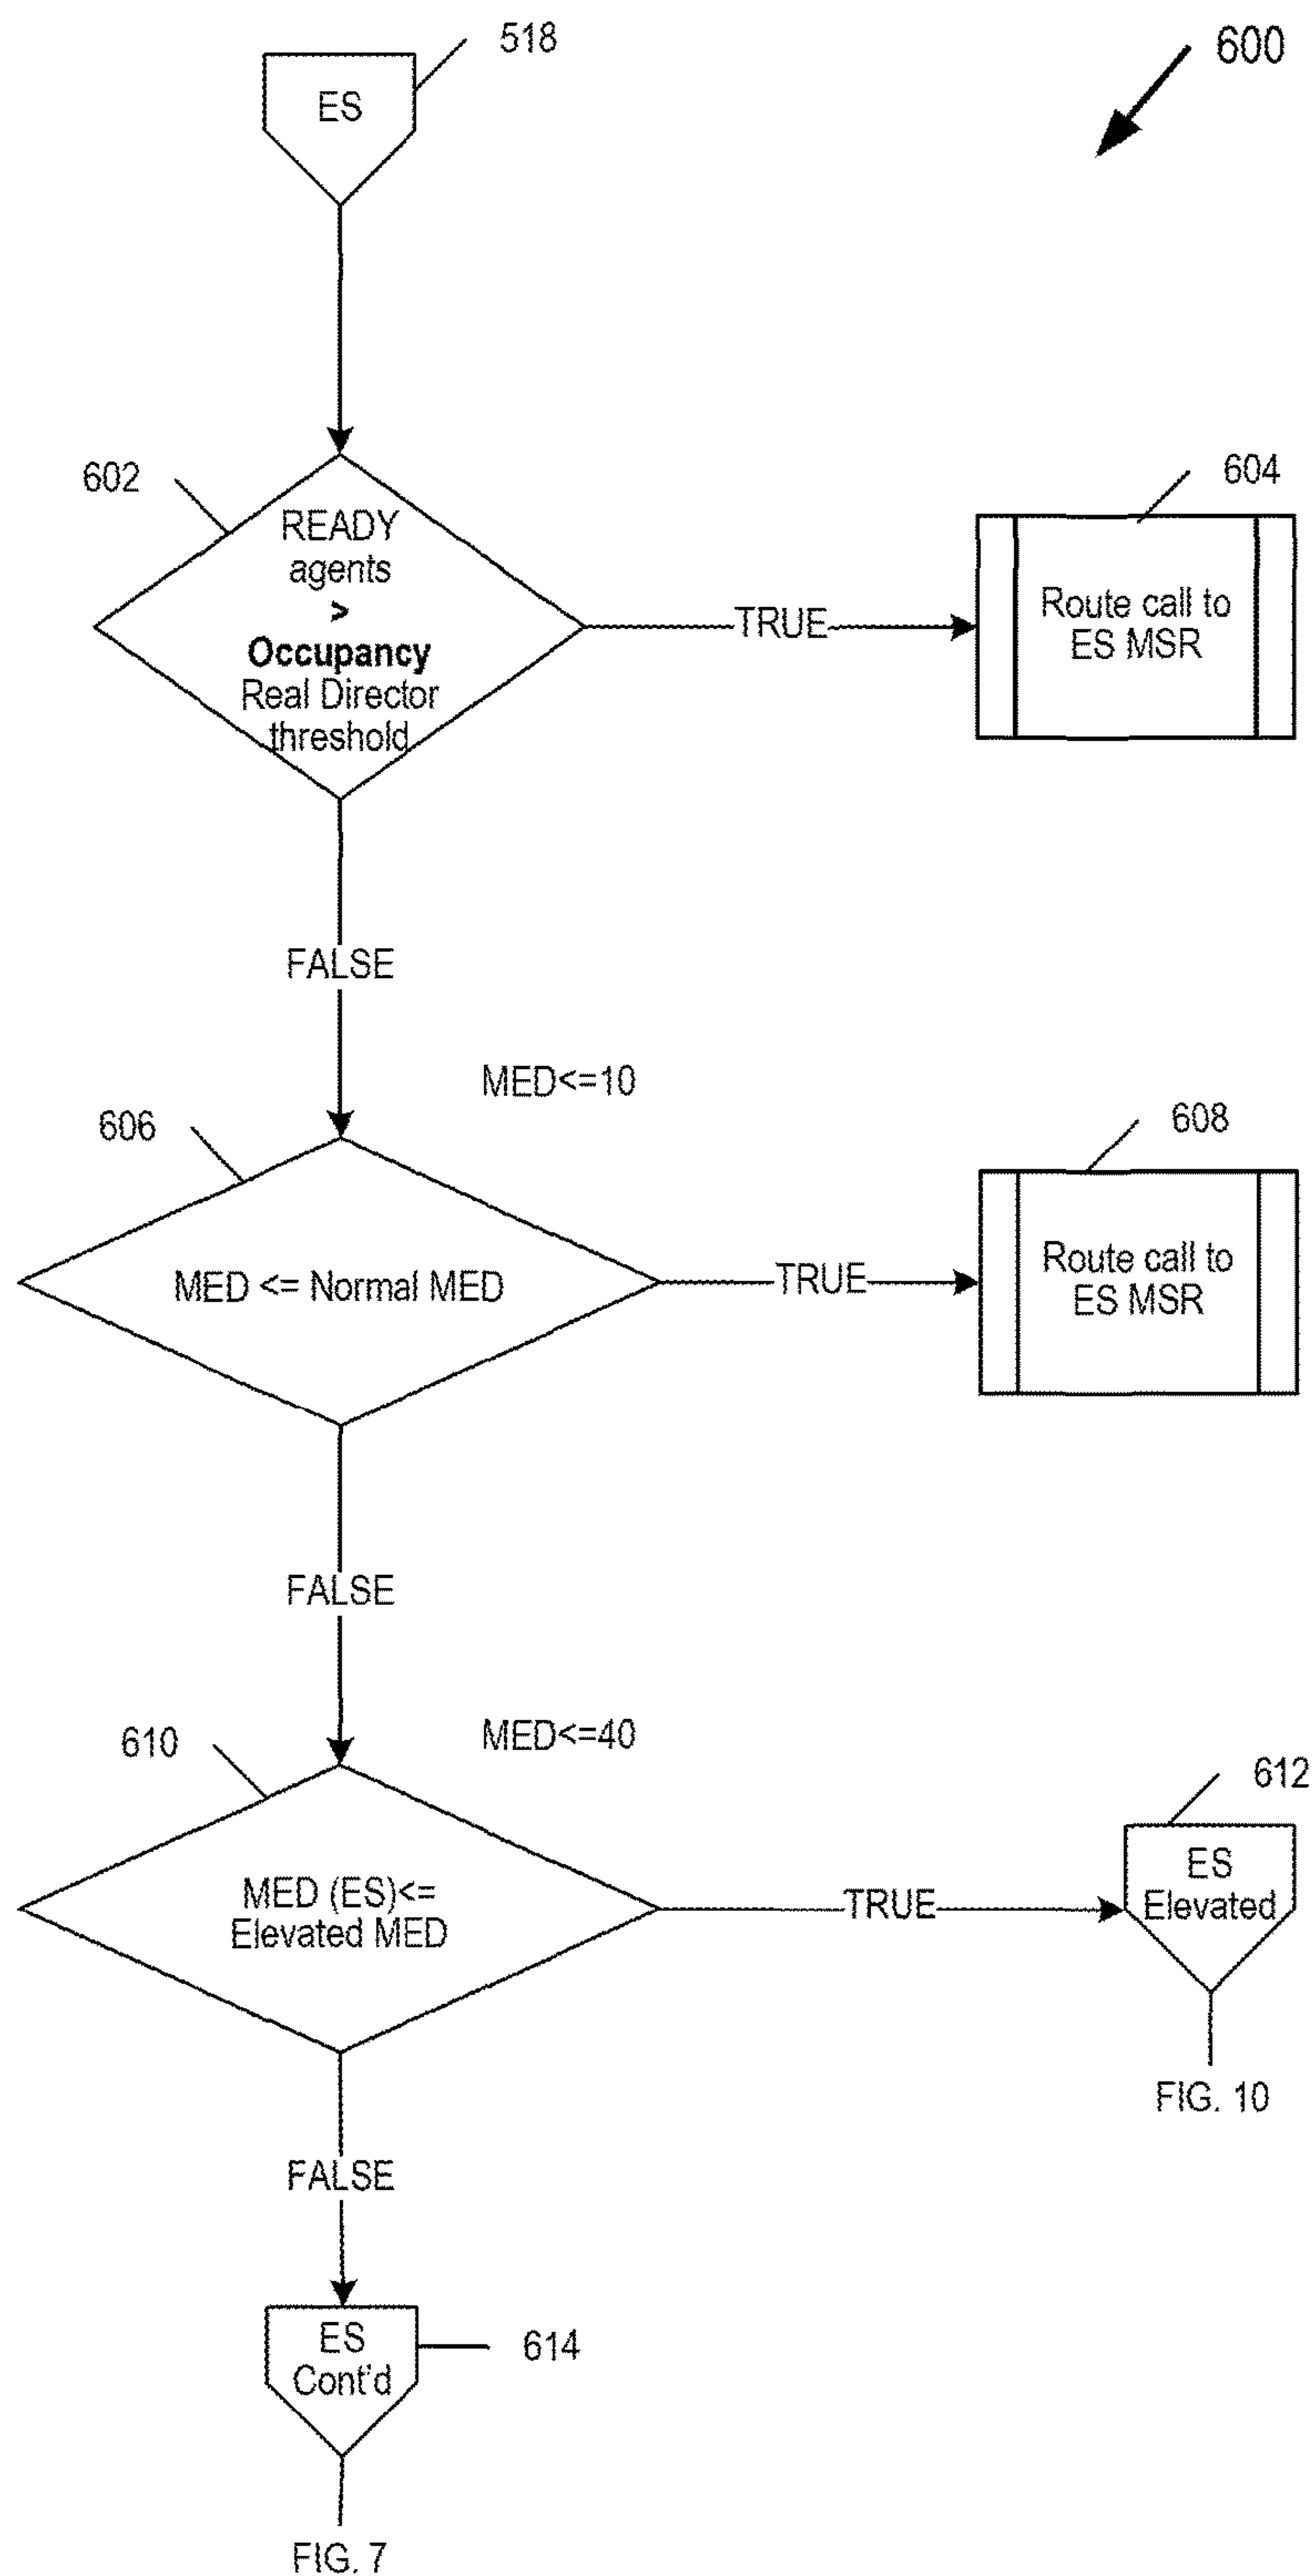 518
600
ES
602
READY
agents
>
Occupancy
Real Director
threshold
TRUE
604
Route call to
ES MSR
FALSE
MED<=10
606
MED <= Normal MED
TRUE
608
Route call to
ES MSR
FALSE
MED<=40
610
MED (ES)<=
Elevated MED
TRUE
612
ES
Elevated
FIG. 10
FALSE
ES
Cont'd
614
FIG. 7